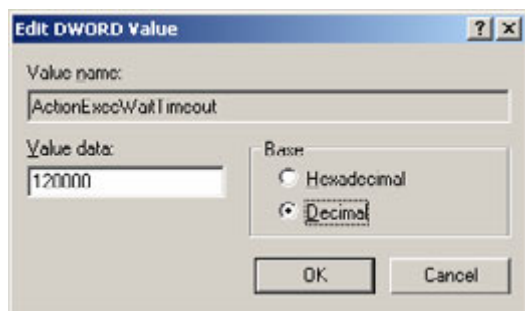 Edit DWORD Value
Value name:
ActionExecWaitTimeout
Value data:
120000
Base
Hexadecimal
Decimal
OK
Cancel